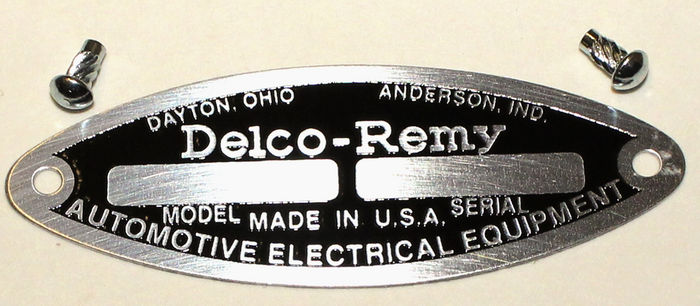 DAYTON, OHIO ANDERSON, IND.
Delco-Remy
MODEL MADE IN U.S.A. SERIAL
AUTOMOTIVE ELECTRICAL EQUIPMENT